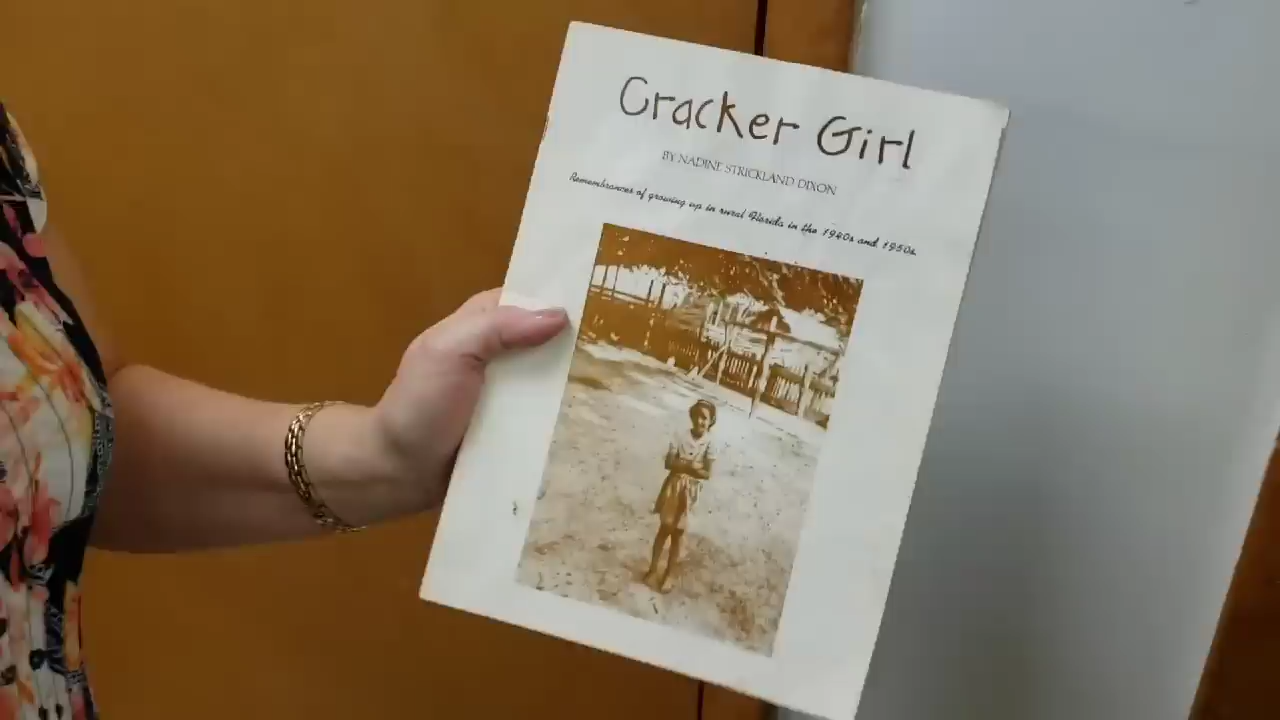 Cracker Girl
BY NADINE STRICKLAND DIXON
Remembrances of growing up in rural Florida in the 1940s and 1950s